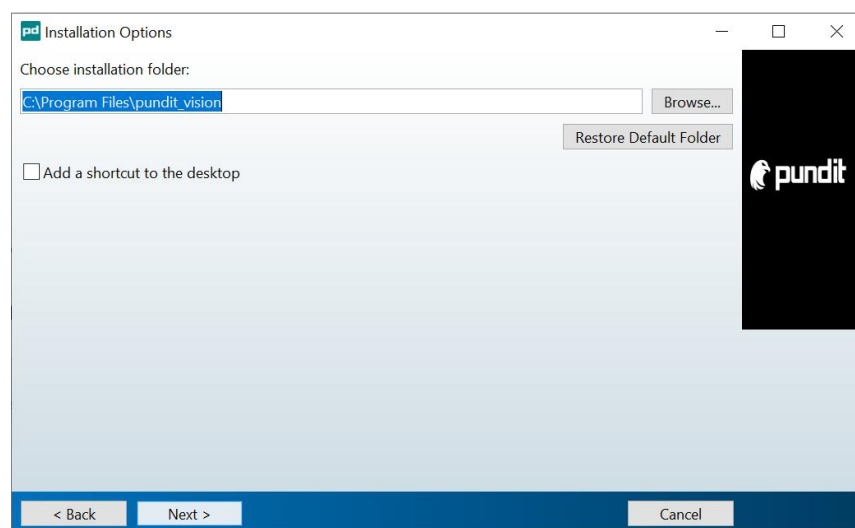 pd Installation Options
Choose installation folder:
C:\Program Files\pundit_vision
Browse...
Restore Default Folder
Add a shortcut to the desktop
pundit
< Back
Next >
Cancel